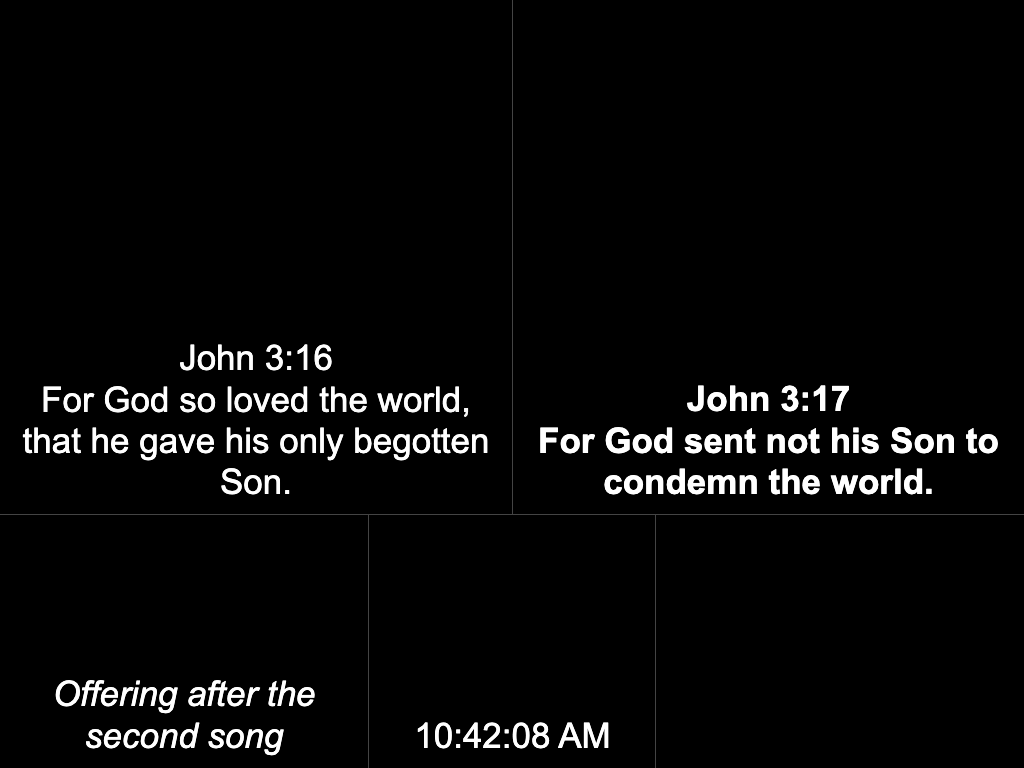 John 3:16
For God so loved the world,
that he gave his only begotten
Son.
John 3:17
For God sent not his Son to
condemn the world.
Offering after the
second song
10:42:08 AM